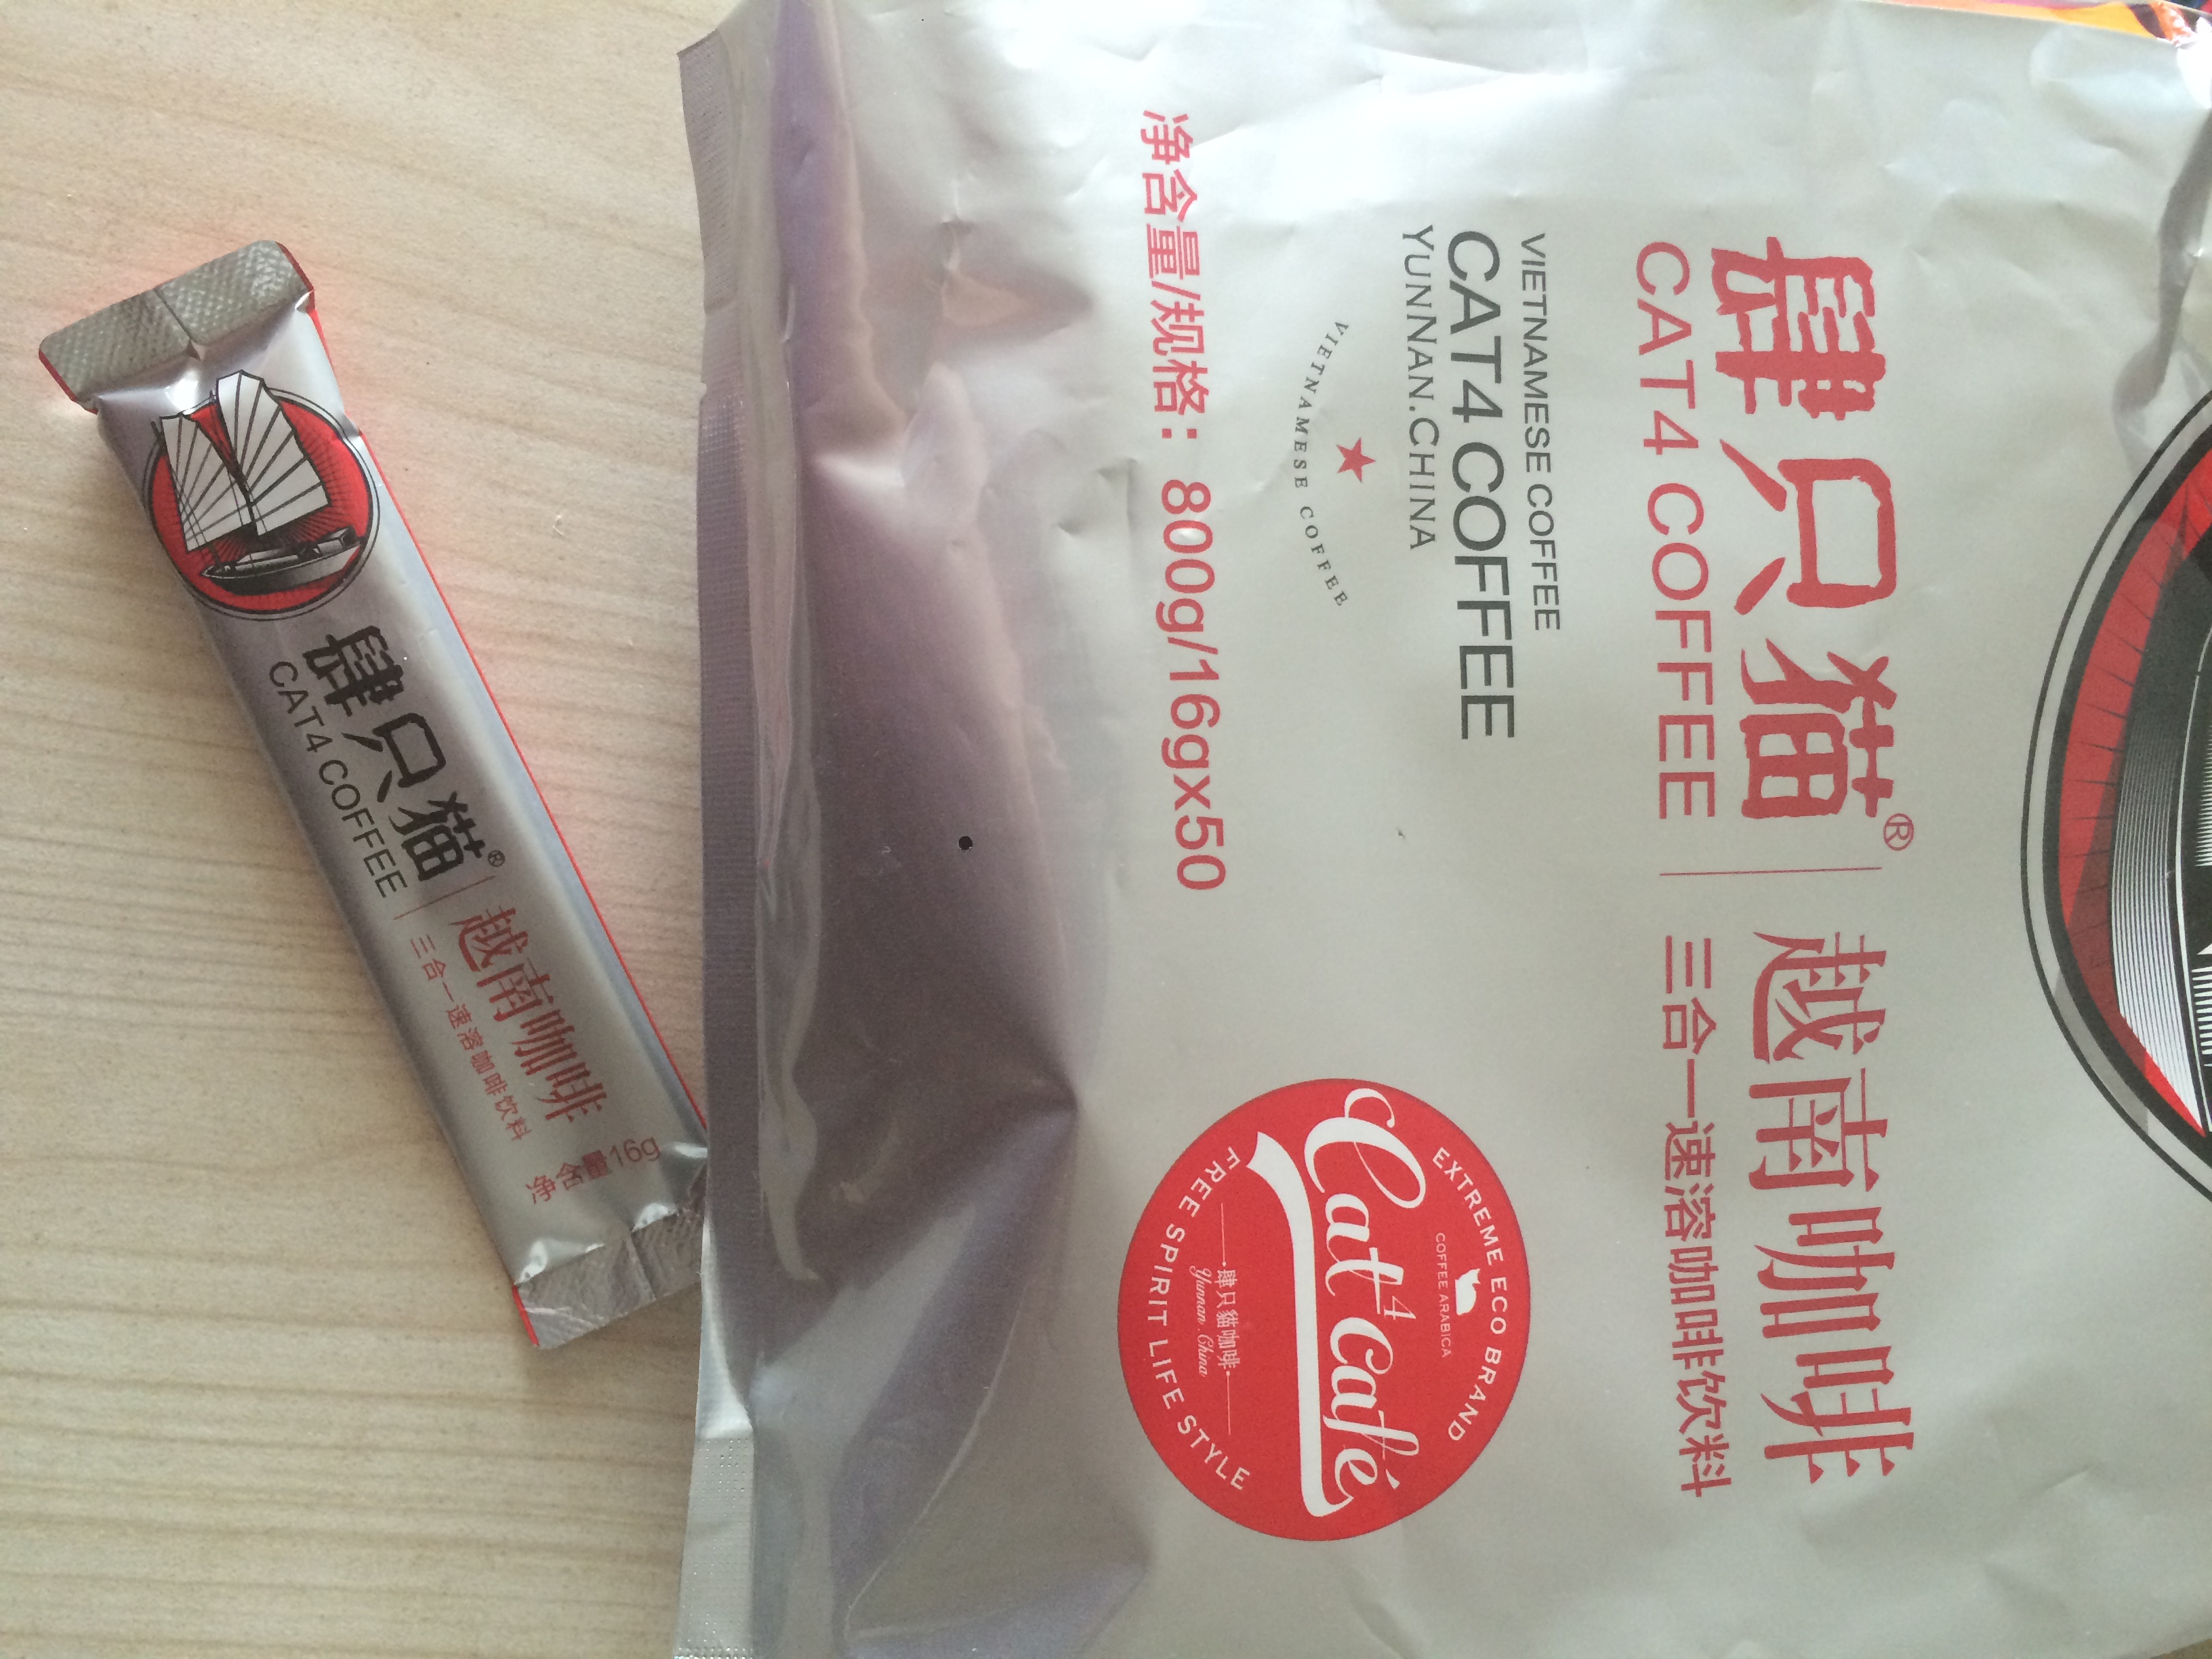 肆只猫®
CAT4 COFFEE
越南咖啡
三合一速溶咖啡饮料
VIETNAMESE COFFEE
CAT4 COFFEE
YUNNAN.CHINA
VIETNAMESE COFFEE
净含量/规格：800g/16gx50
EXTREME ECO BRAND
COFFEE ARABICA
Cat4Café
肆只貓咖啡
Yunnan . China
FREE SPIRIT LIFE STYLE
肆只猫®
CAT4 COFFEE
越南咖啡
三合一速溶咖啡饮料
净含量16g